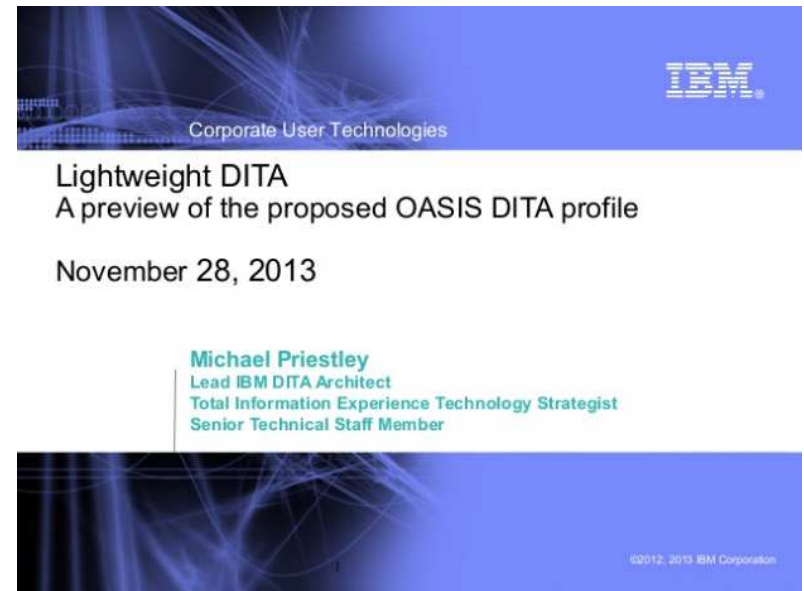 IBM®
Corporate User Technologies
Lightweight DITA
A preview of the proposed OASIS DITA profile
November 28, 2013
Michael Priestley
Lead IBM DITA Architect
Total Information Experience Technology Strategist
Senior Technical Staff Member
1
©2012, 2013 IBM Corporation